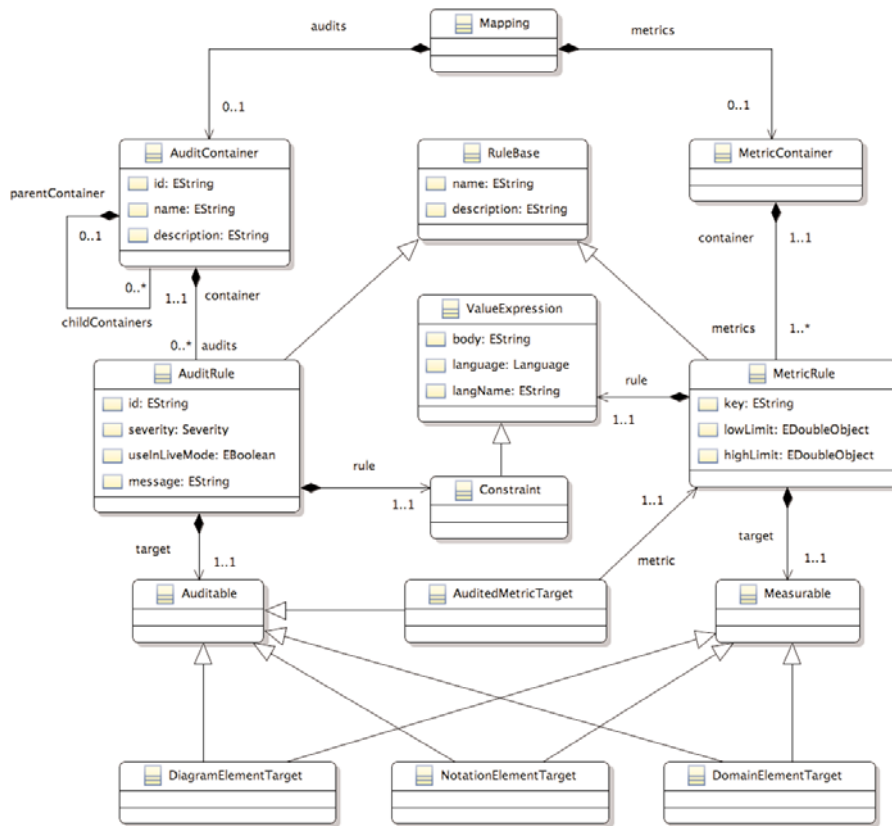 Mapping
audits
metrics
0..1
0..1
AuditContainer
id: EString
name: EString
description: EString
RuleBase
name: EString
description: EString
MetricContainer
parentContainer
0..1
0..*
childContainers
1..1
container
0..*
audits
container
1..1
metrics
1..*
ValueExpression
body: EString
language: Language
langName: EString
AuditRule
id: EString
severity: Severity
useInLiveMode: EBoolean
message: EString
MetricRule
key: EString
lowLimit: EDoubleObject
highLimit: EDoubleObject
rule
1..1
rule
1..1
Constraint
1..1
metric
target
1..1
target
1..1
Auditable
AuditedMetricTarget
Measurable
DiagramElementTarget
NotationElementTarget
DomainElementTarget